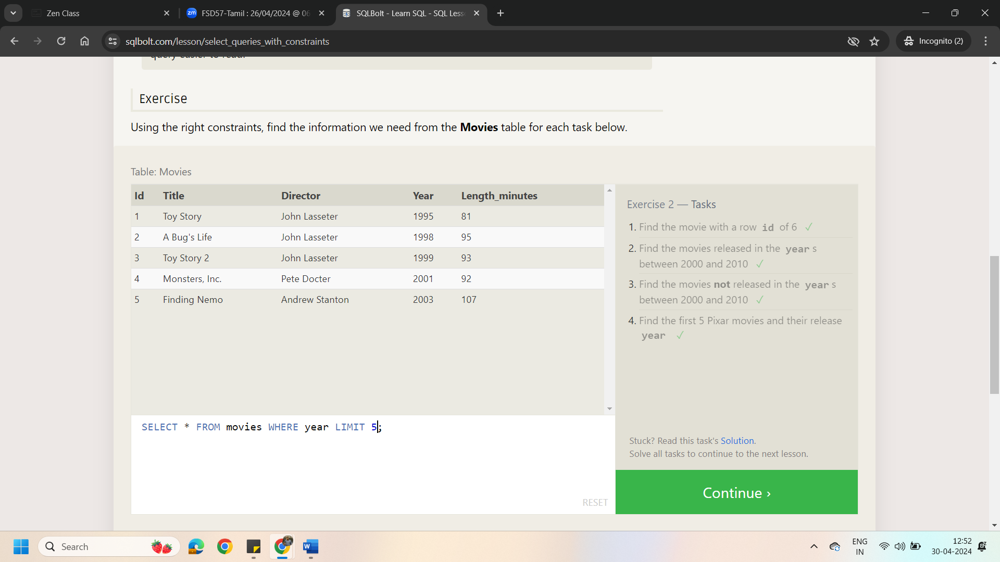 Zen Class
zm FSD57-Tamil : 26/04/2024 @ 06
SQLBolt - Learn SQL - SQL Less
sqlbolt.com/lesson/select_queries_with_constraints
Incognito (2)
query easier to read.
Exercise
Using the right constraints, find the information we need from the Movies table for each task below.
Table: Movies
Id Title Director Year Length_minutes
1 Toy Story John Lasseter 1995 81
2 A Bug's Life John Lasseter 1998 95
3 Toy Story 2 John Lasseter 1999 93
4 Monsters, Inc. Pete Docter 2001 92
5 Finding Nemo Andrew Stanton 2003 107
SELECT * FROM movies WHERE year LIMIT 5;
RESET
Exercise 2 — Tasks
1. Find the movie with a row id of 6 ✓
2. Find the movies released in the year s
between 2000 and 2010 ✓
3. Find the movies not released in the year s
between 2000 and 2010 ✓
4. Find the first 5 Pixar movies and their release
year ✓
Stuck? Read this task's Solution.
Solve all tasks to continue to the next lesson.
Continue ›
Search
W
ENG
IN
12:52
30-04-2024